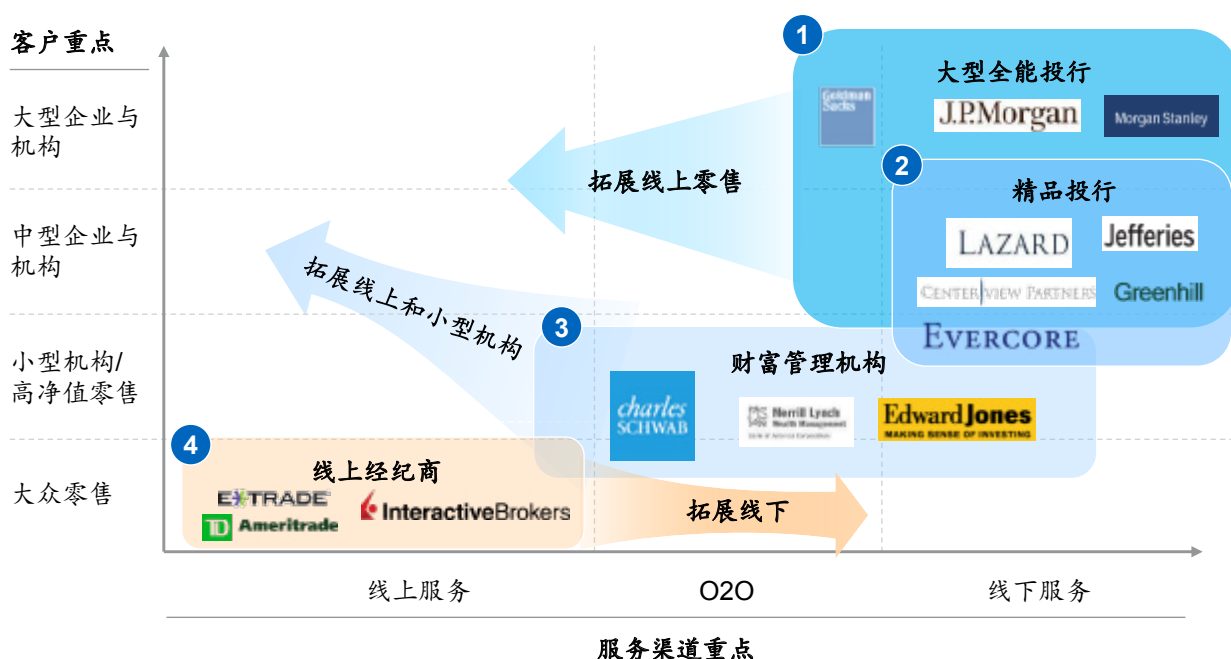 客户重点
1
大型全能投行
Goldman
Sachs
J.P.Morgan
Morgan Stanley
大型企业与
机构
2
拓展线上零售
精品投行
LAZARD
Jefferies
中型企业与
机构
拓展线上和小型机构
CENTERVIEW PARTNERS
Greenhill
3
EVERCORE
小型机构/
高净值零售
财富管理机构
charles
SCHWAB
Merrill Lynch
Wealth Management
Bank of America Corporation
Edward Jones
MAKING SENSE OF INVESTING
4
线上经纪商
大众零售
E*TRADE
TD Ameritrade
InteractiveBrokers
拓展线下
线上服务
O2O
线下服务
服务渠道重点